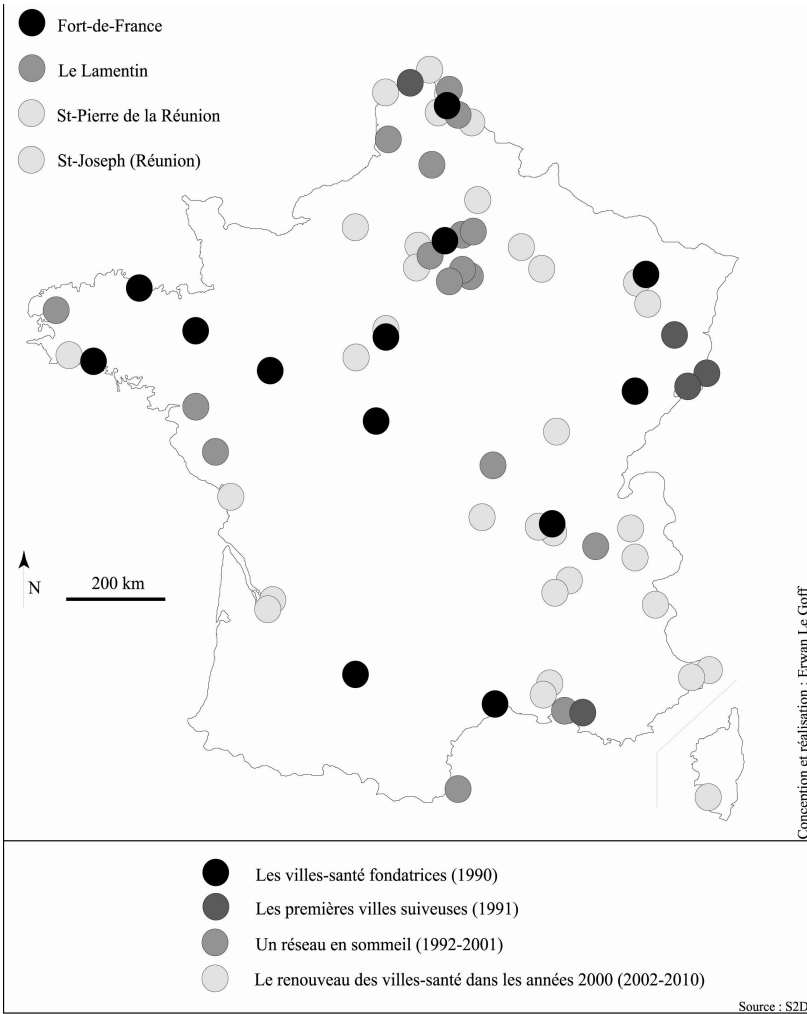 Fort-de-France
Le Lamentin
St-Pierre de la Réunion
St-Joseph (Réunion)
N
200 km
Conception et réalisation : Erwan Le Goff
Les villes-santé fondatrices (1990)
Les premières villes suiveuses (1991)
Un réseau en sommeil (1992-2001)
Le renouveau des villes-santé dans les années 2000 (2002-2010)
Source : S2D